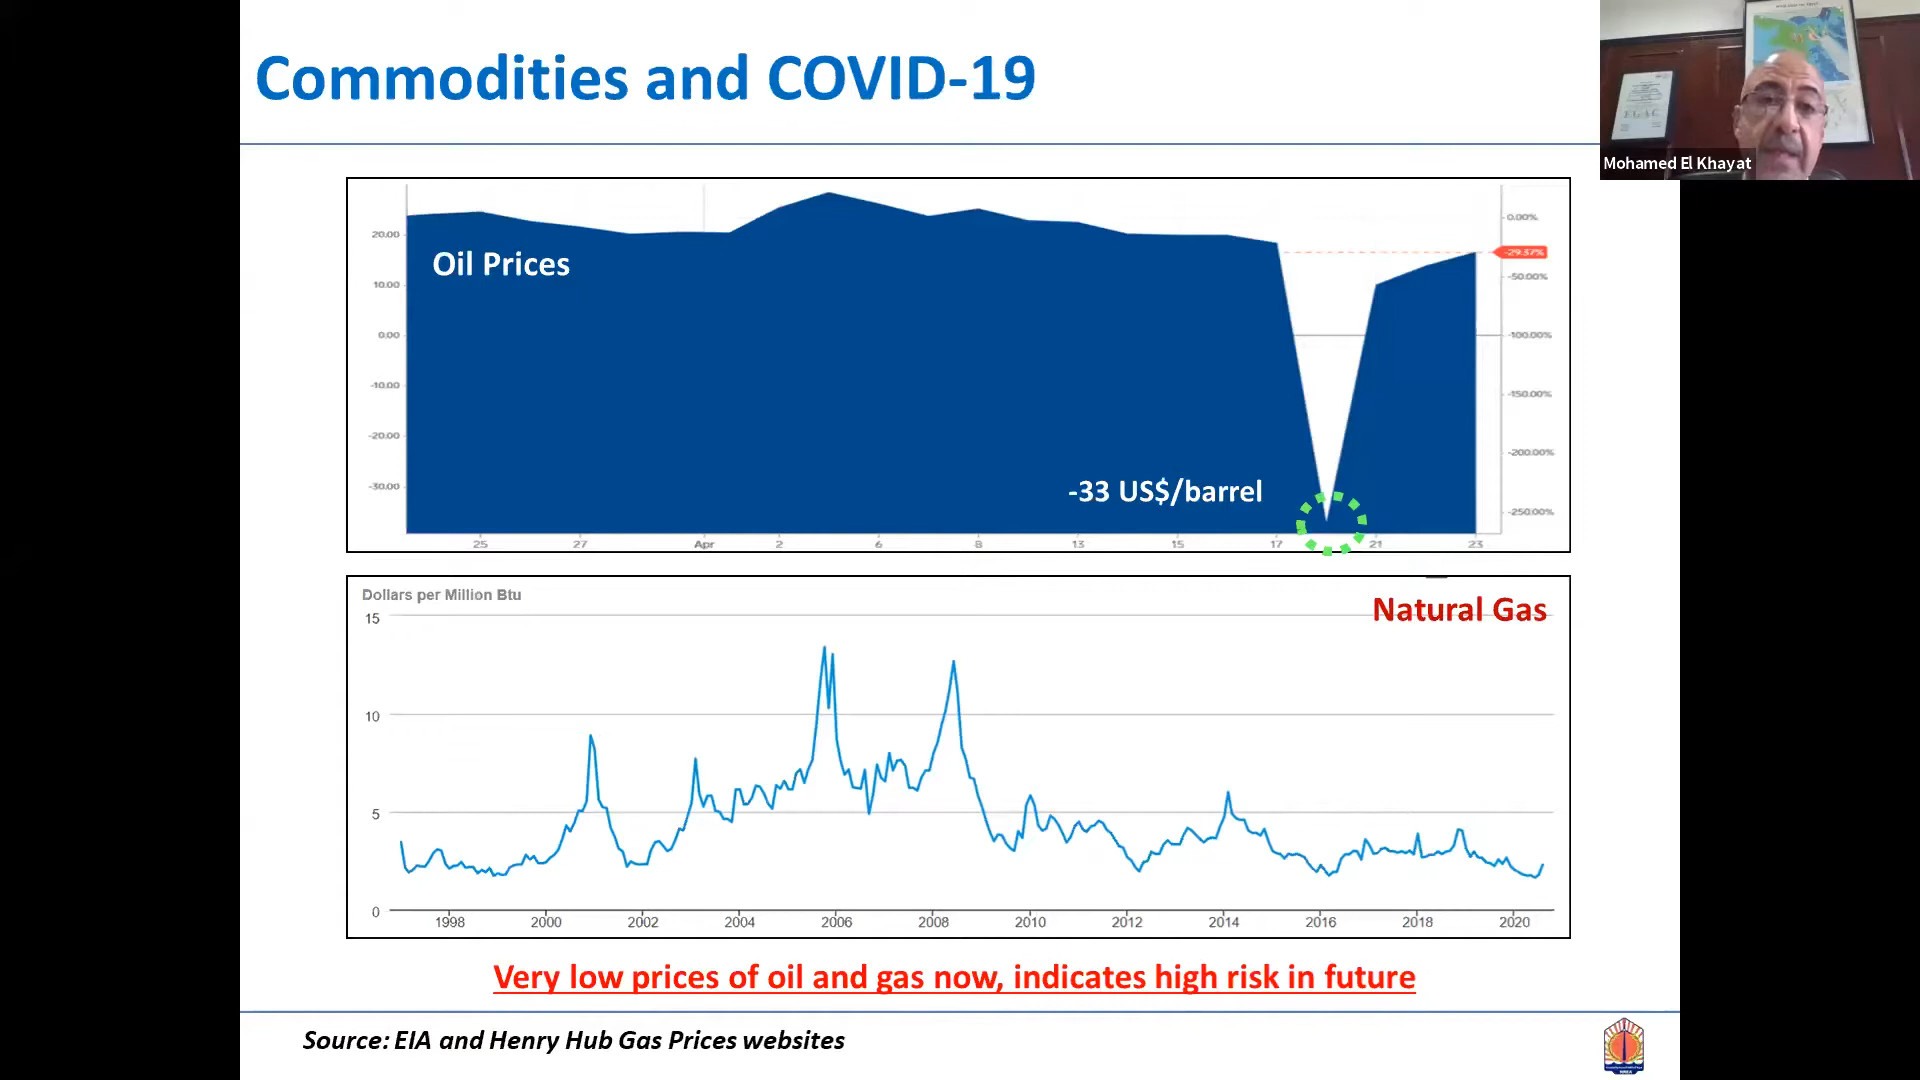 Commodities and COVID-19
Mohamed El Khayat
Oil Prices
20.00
10.00
0.00
-10.00
-20.00
-30.00
0.00%
-29.37%
-50.00%
-100.00%
-150.00%
-200.00%
-250.00%
-33 US$/barrel
25 27 Apr 2 6 8 13 15 17 21 23
Dollars per Million Btu
Natural Gas
15
10
5
0
1998 2000 2002 2004 2006 2008 2010 2012 2014 2016 2018 2020
Very low prices of oil and gas now, indicates high risk in future
Source: EIA and Henry Hub Gas Prices websites